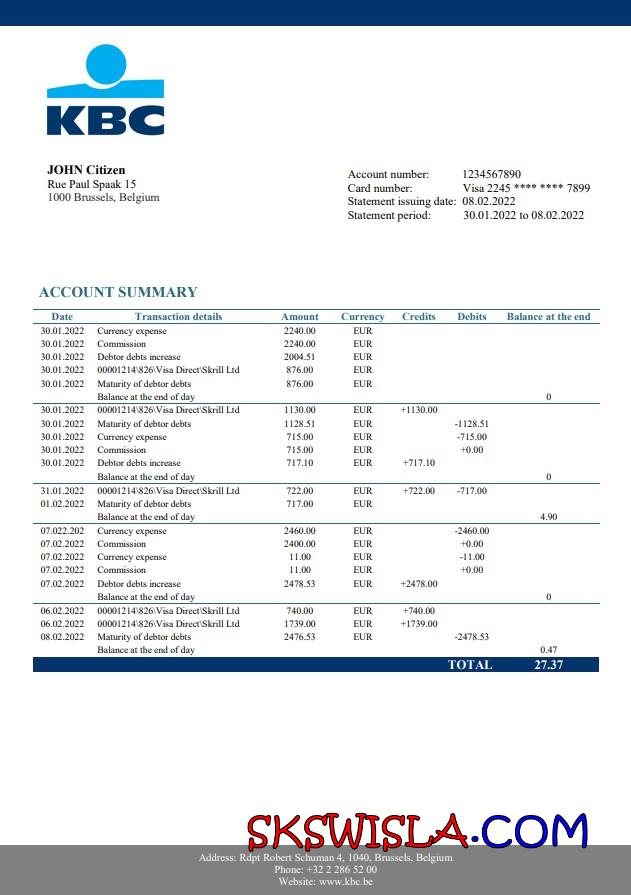 KBC
JOHN Citizen
Rue Paul Spaak 15
1000 Brussels, Belgium
Account number: 1234567890
Card number: Visa 2245 **** **** 7899
Statement issuing date: 08.02.2022
Statement period: 30.01.2022 to 08.02.2022
ACCOUNT SUMMARY
Date Transaction details Amount Currency Credits Debits Balance at the end
30.01.2022 Currency expense 2240.00 EUR
30.01.2022 Commission 2240.00 EUR
30.01.2022 Debtor debts increase 2004.51 EUR
30.01.2022 00001214\826\Visa Direct\Skrill Ltd 876.00 EUR
30.01.2022 Maturity of debtor debts 876.00 EUR
Balance at the end of day 0
30.01.2022 00001214\826\Visa Direct\Skrill Ltd 1130.00 EUR +1130.00
30.01.2022 Maturity of debtor debts 1128.51 EUR -1128.51
30.01.2022 Currency expense 715.00 EUR -715.00
30.01.2022 Commission 715.00 EUR +0.00
30.01.2022 Debtor debts increase 717.10 EUR +717.10
Balance at the end of day 0
31.01.2022 00001214\826\Visa Direct\Skrill Ltd 722.00 EUR +722.00 -717.00
01.02.2022 Maturity of debtor debts 717.00 EUR
Balance at the end of day 4.90
07.022.202 Currency expense 2460.00 EUR -2460.00
07.02.2022 Commission 2400.00 EUR +0.00
07.02.2022 Currency expense 11.00 EUR -11.00
07.02.2022 Commission 11.00 EUR +0.00
07.02.2022 Debtor debts increase 2478.53 EUR +2478.00
Balance at the end of day 0
06.02.2022 00001214\826\Visa Direct\Skrill Ltd 740.00 EUR +740.00
06.02.2022 00001214\826\Visa Direct\Skrill Ltd 1739.00 EUR +1739.00
08.02.2022 Maturity of debtor debts 2476.53 EUR -2478.53
Balance at the end of day 0.47
TOTAL 27.37
SKSWISLA.COM
Address: Rdpt Robert Schuman 4, 1040, Brussels, Belgium
Phone: +32 2 286 52 00
Website: www.kbc.be